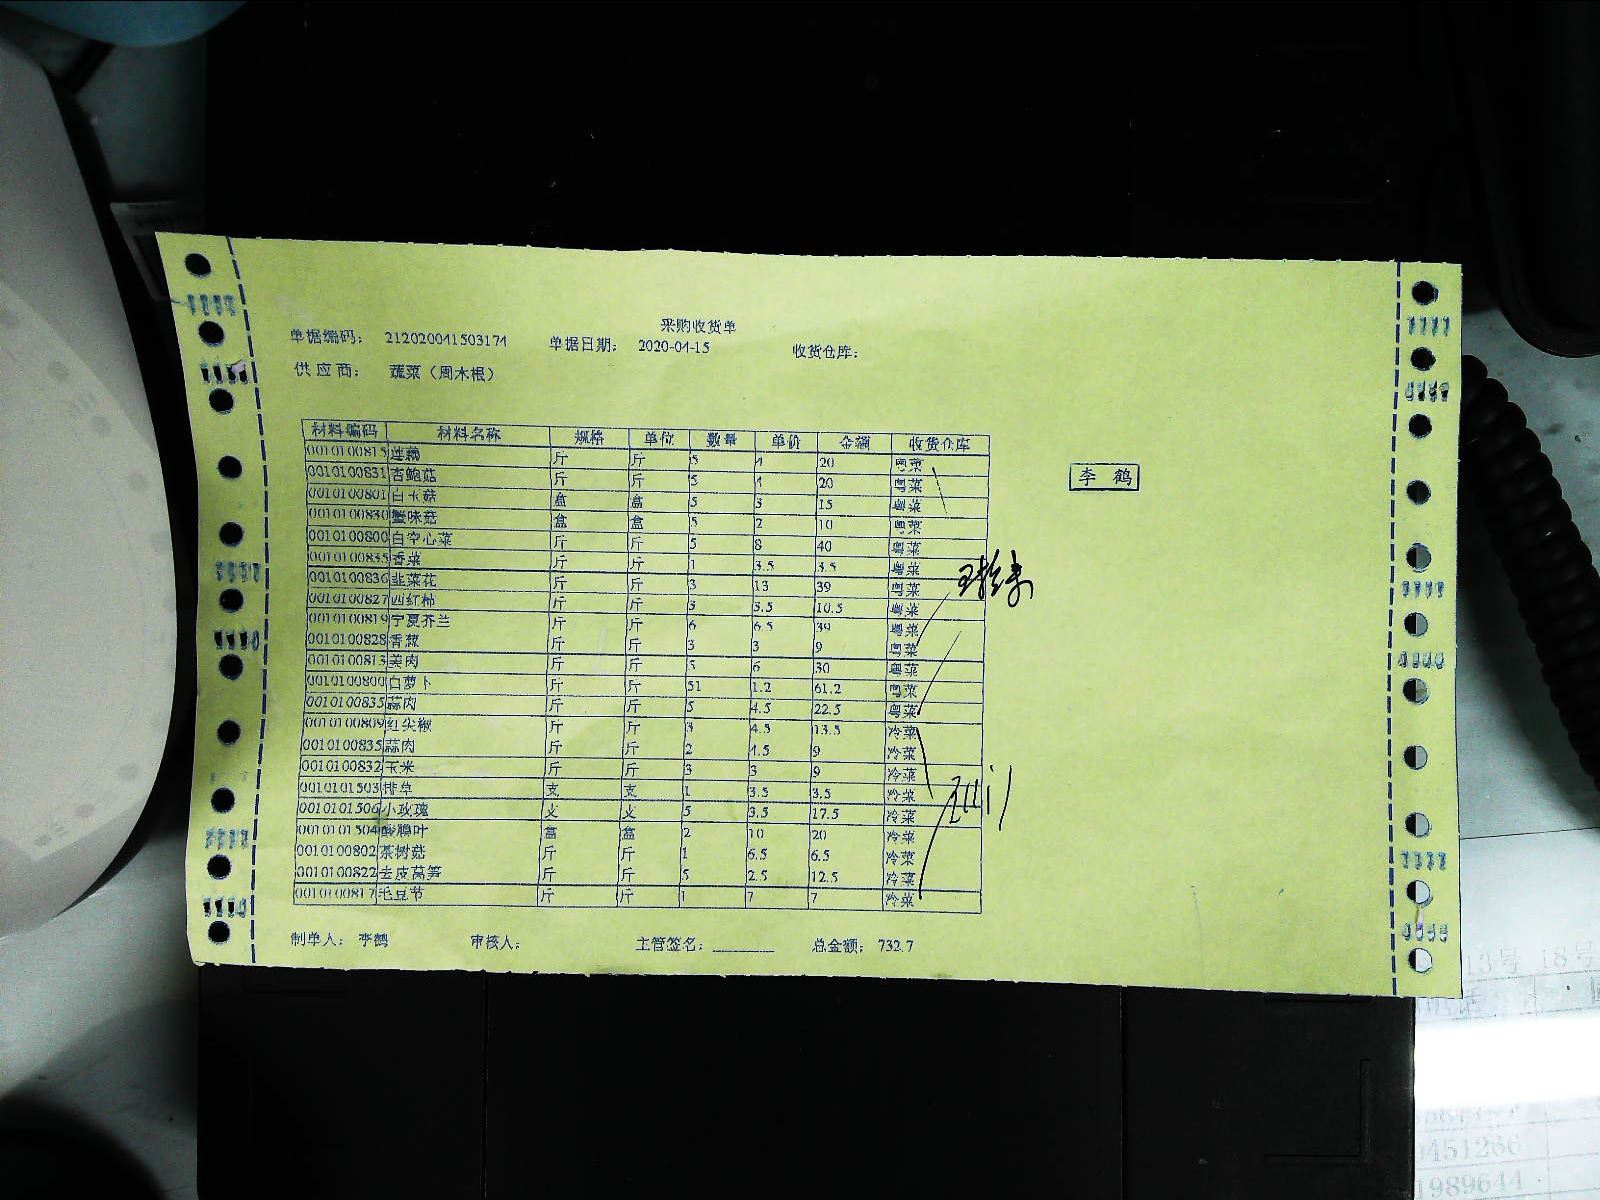 采购收货单
单据编码： 212020041503174 单据日期： 2020-04-15 收货仓库：
供应商： 蔬菜（周木根）
材料编码 材料名称 规格 单位 数量 单价 金额 收货仓库
0010100815 莲藕 斤 斤 5 4 20 粤菜
0010100831 杏鲍菇 斤 斤 5 4 20 粤菜
0010100801 白玉菇 盒 盒 5 3 15 粤菜
0010100830 蟹味菇 盒 盒 5 2 10 粤菜
0010100800 白空心菜 斤 斤 5 8 40 粤菜
0010100835 香菜 斤 斤 1 3.5 3.5 粤菜
0010100836 韭菜花 斤 斤 3 13 39 粤菜
0010100827 西红柿 斤 斤 3 3.5 10.5 粤菜
0010100819 宁夏芥兰 斤 斤 6 6.5 39 粤菜
0010100828 香葱 斤 斤 3 3 9 粤菜
0010100813 美肉 斤 斤 5 6 30 粤菜
0010100800 白萝卜 斤 斤 51 1.2 61.2 粤菜
0010100835 蒜肉 斤 斤 5 4.5 22.5 粤菜
0010100809 红尖椒 斤 斤 3 4.5 13.5 冷菜
0010100835 蒜肉 斤 斤 2 4.5 9 冷菜
0010100832 玉米 斤 斤 3 3 9 冷菜
0010101503 排草 支 支 1 3.5 3.5 冷菜
0010101506 小玫瑰 支 支 5 3.5 17.5 冷菜
0010101504 酸膜叶 盒 盒 2 10 20 冷菜
0010100802 茶树菇 斤 斤 1 6.5 6.5 冷菜
0010100822 去皮莴笋 斤 斤 5 2.5 12.5 冷菜
0010100817 毛豆节 斤 斤 1 7 7 冷菜
李鹤
制单人： 李鹤 审核人： 主管签名： 总金额： 732.7
13号 18号
0451266
1989644